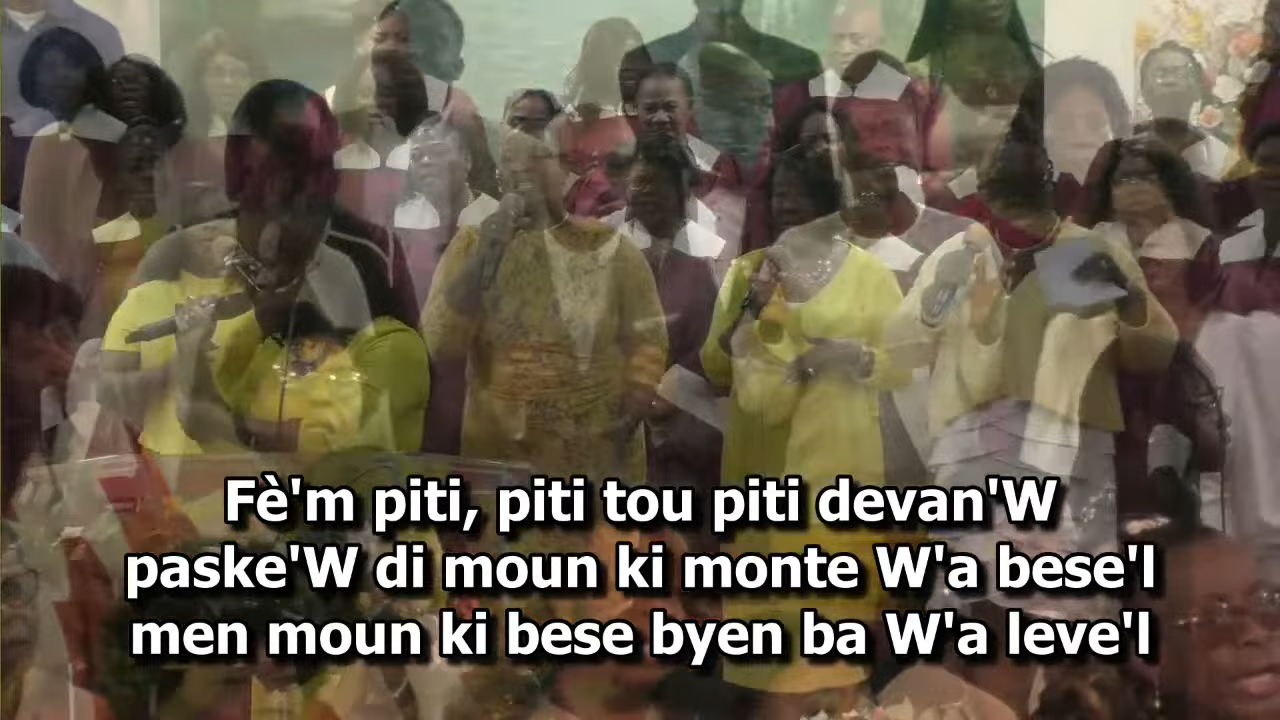 Fè'm piti, piti tou piti devan'W
paske'W di moun ki monte W'a bese'l
men moun ki bese byen ba W'a leve'l